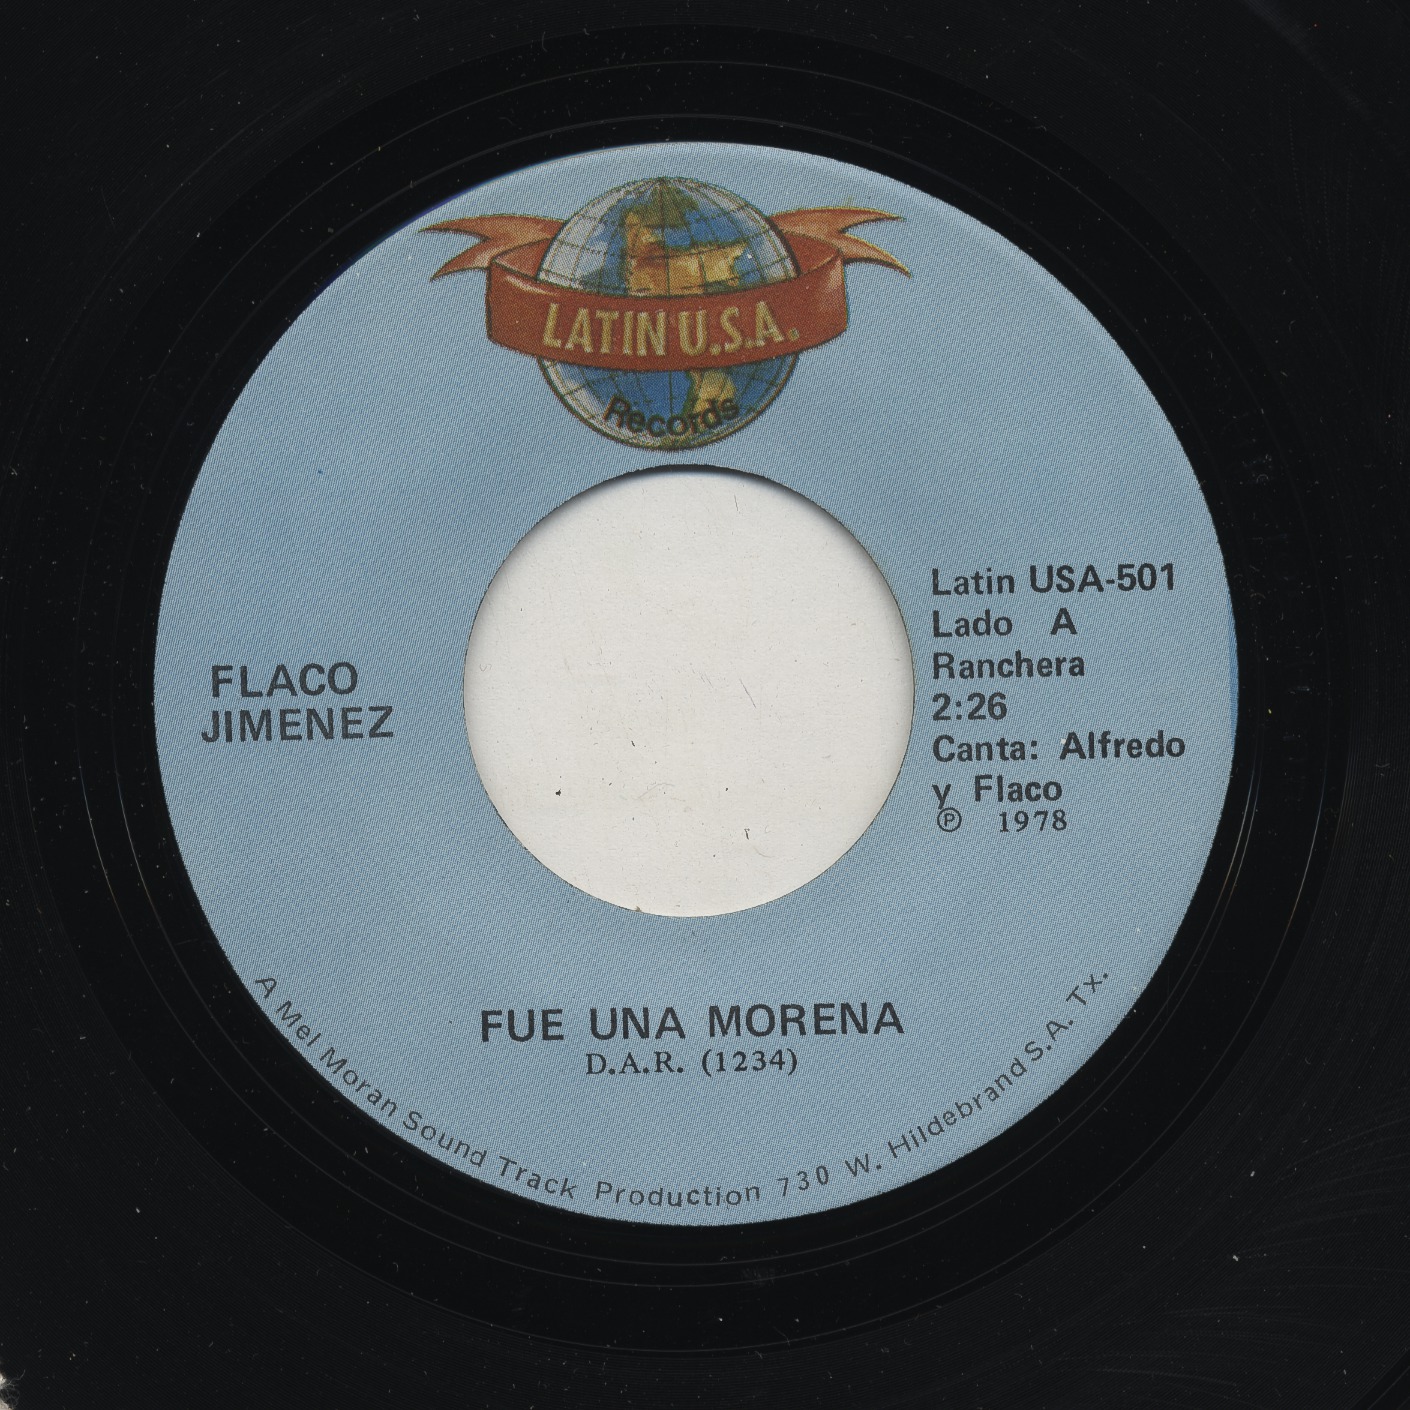 LATIN U.S.A.
Records
FLACO
JIMENEZ
Latin USA-501
Lado A
Ranchera
2:26
Canta: Alfredo
y Flaco
℗ 1978
FUE UNA MORENA
D.A.R. (1234)
A Mel Moran Sound Track Production 730 W. Hildebrand S.A. Tx.